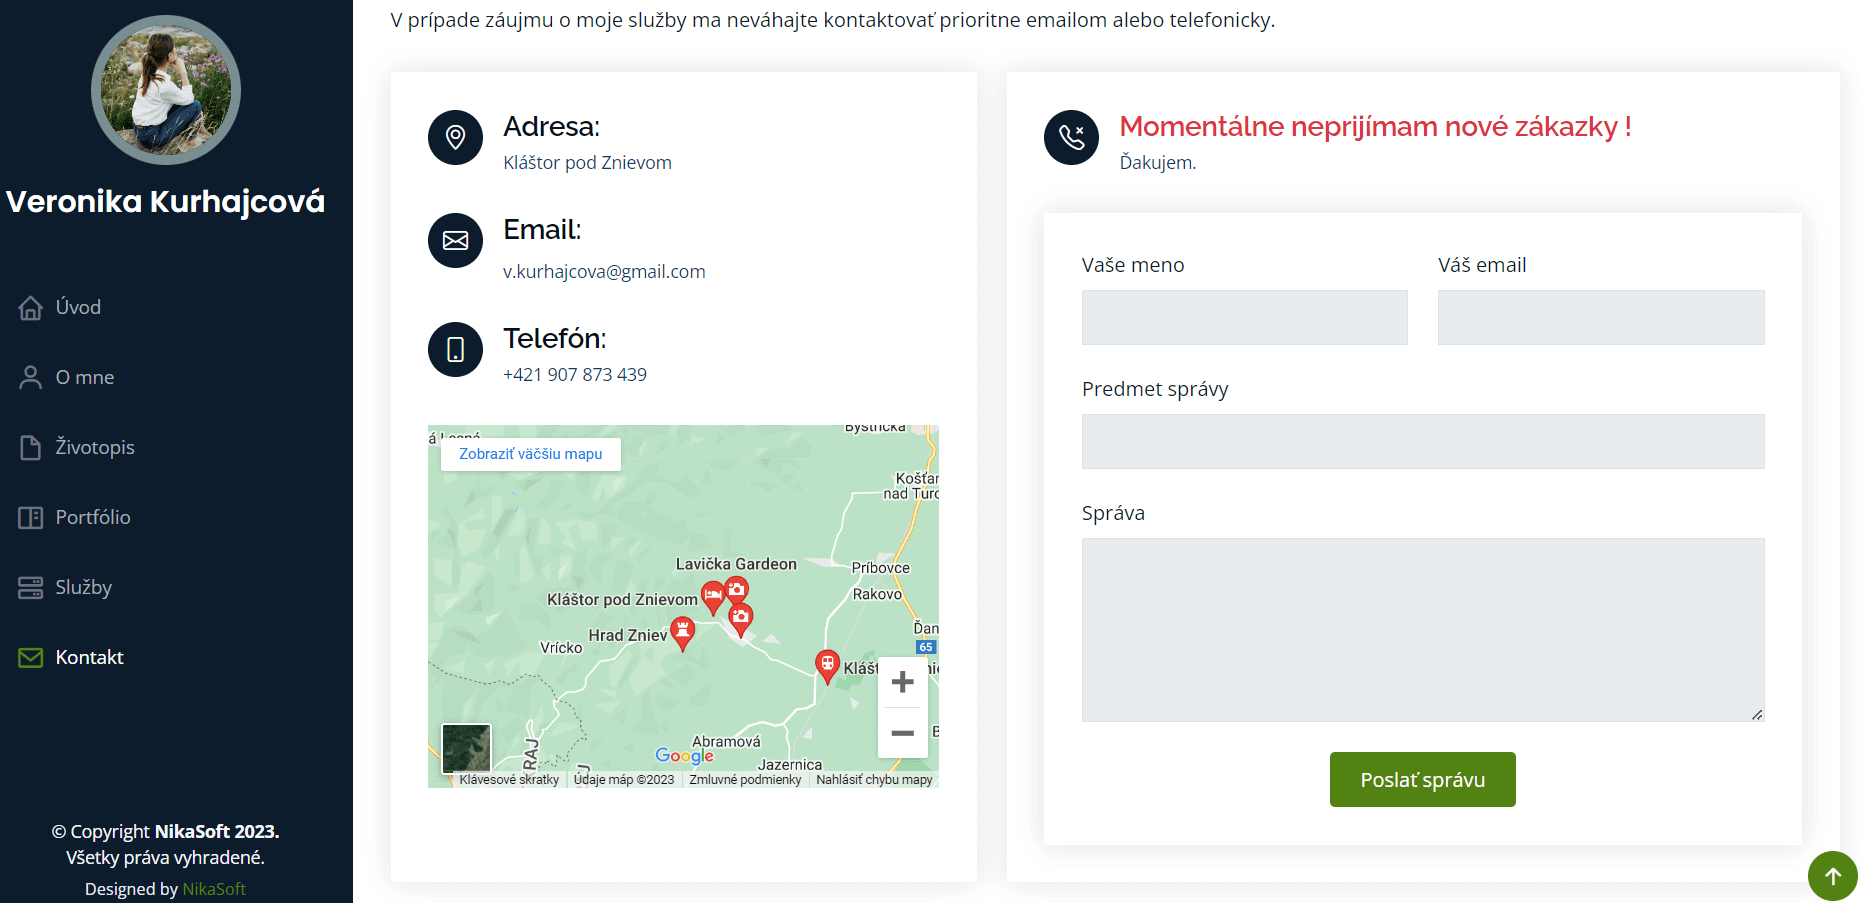 Veronika Kurhajcová
Úvod
O mne
Životopis
Portfólio
Služby
Kontakt
© Copyright NikaSoft 2023.
Všetky práva vyhradené.
Designed by NikaSoft
V prípade záujmu o moje služby ma neváhajte kontaktovať prioritne emailom alebo telefonicky.
Adresa:
Kláštor pod Znievom
Email:
v.kurhajcova@gmail.com
Telefón:
+421 907 873 439
Bystrička
Zobraziť väčšiu mapu
Košťan
nad Turc
Lavička Gardeon
Príbovce
Kláštor pod Znievom
Rakovo
Hrad Zniev
Ďan
Vrícko
65
Klášt
Abramová
KRAJ
Google
Jazernica
Klávesové skratky
Údaje máp ©2023
Zmluvné podmienky
Nahlásiť chybu mapy
Momentálne neprijímam nové zákazky !
Ďakujem.
Vaše meno
Váš email
Predmet správy
Správa
Poslať správu